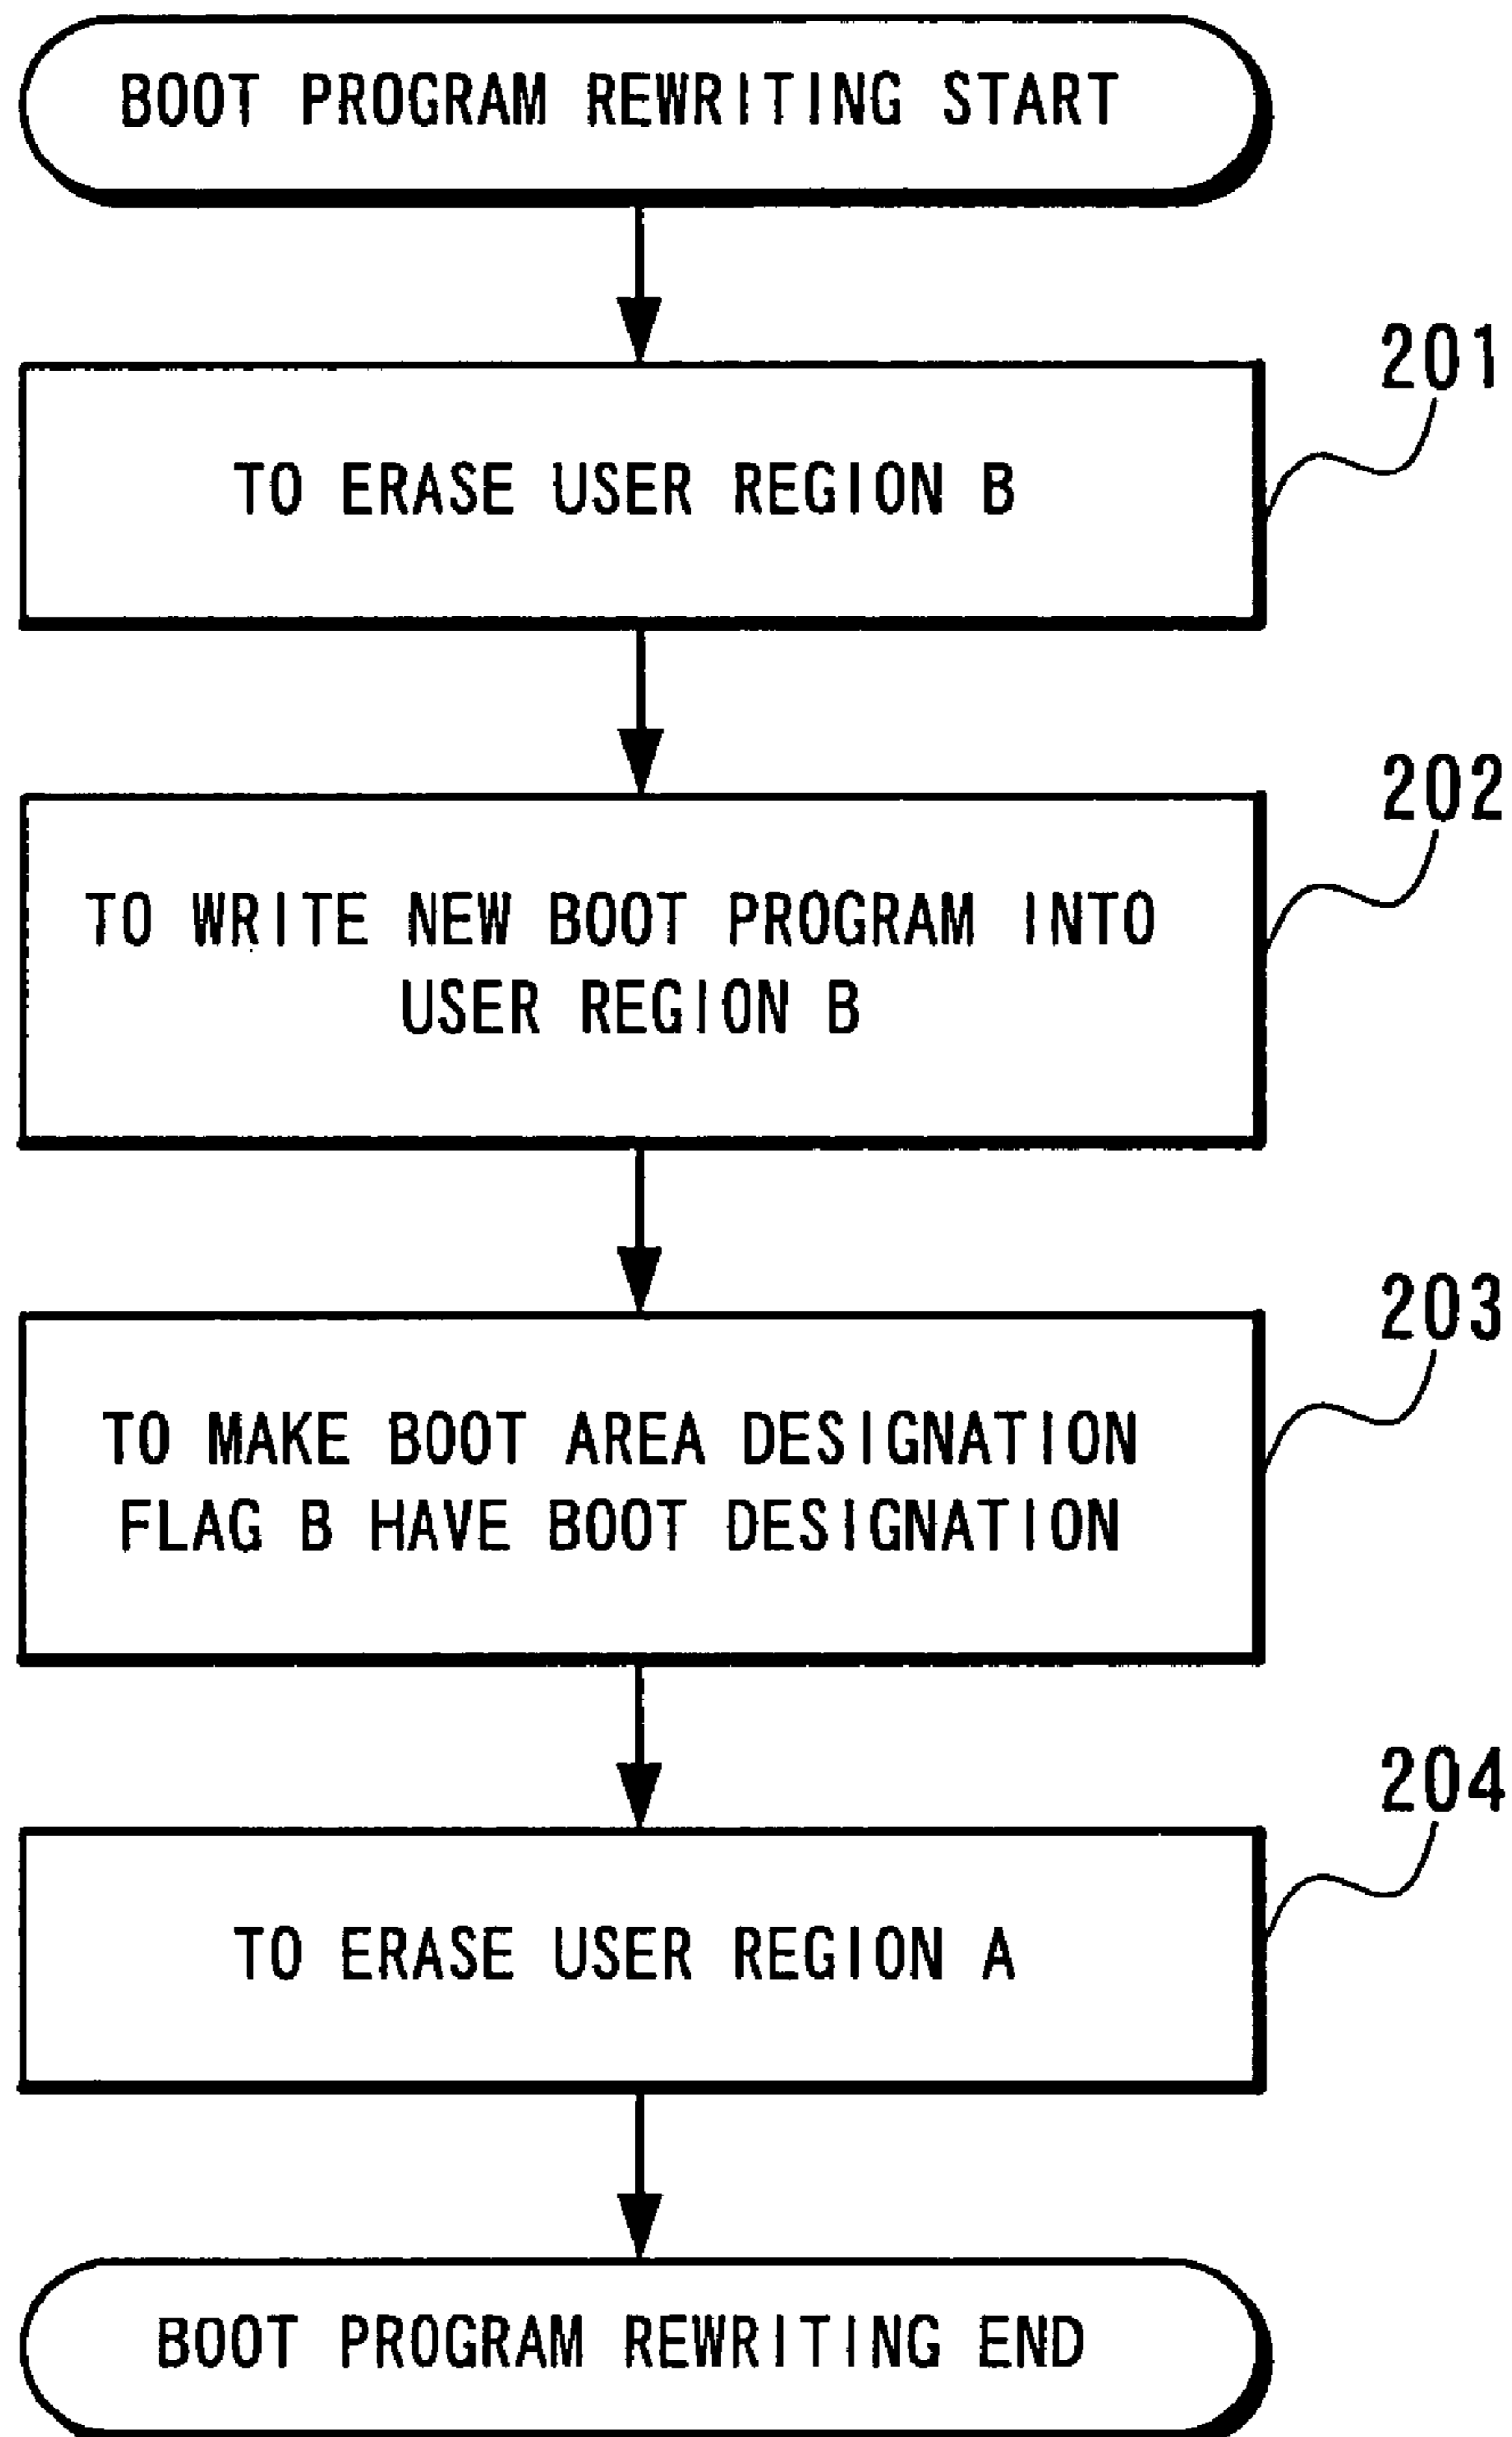 BOOT PROGRAM REWRITING START
201
TO ERASE USER REGION B
202
TO WRITE NEW BOOT PROGRAM INTO
USER REGION B
203
TO MAKE BOOT AREA DESIGNATION
FLAG B HAVE BOOT DESIGNATION
204
TO ERASE USER REGION A
BOOT PROGRAM REWRITING END